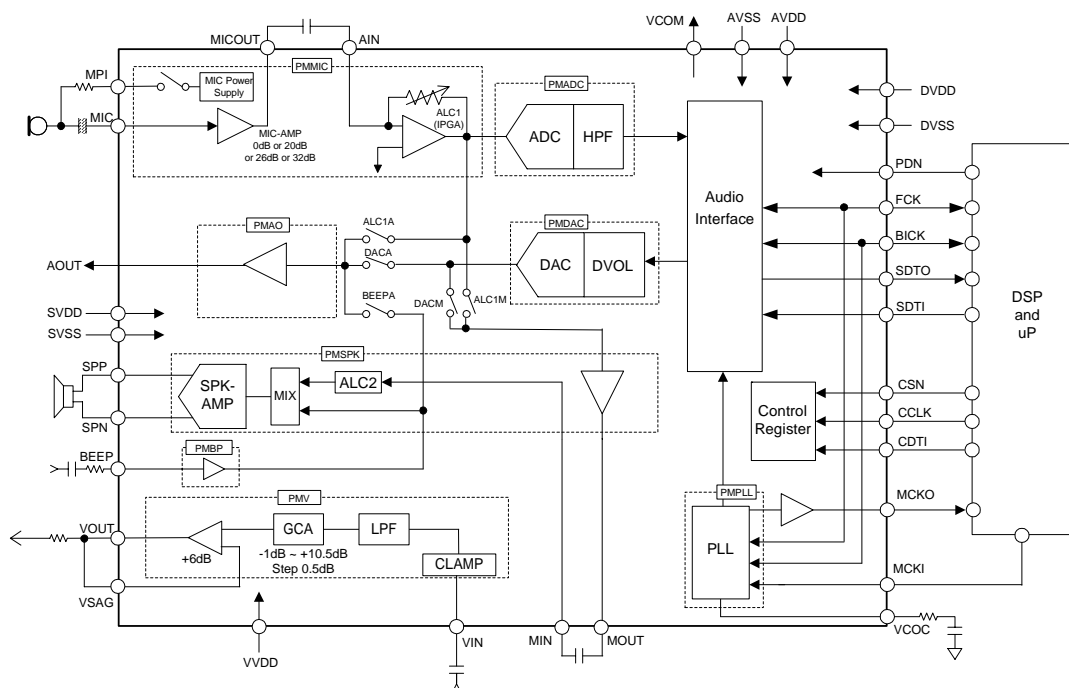 VCOM
AVSS
AVDD
MICOUT
AIN
MPI
PMMIC
MIC Power
Supply
MIC
MIC-AMP
0dB or 20dB
or 26dB or 32dB
ALC1
(IPGA)
PMADC
ADC
HPF
Audio
Interface
DVDD
DVSS
PDN
FCK
BICK
SDTO
SDTI
DSP
and
uP
PMAO
AOUT
ALC1A
DACA
BEEPA
PMDAC
DAC
DVOL
DACM
ALC1M
SVDD
SVSS
PMSPK
SPP
SPN
SPK-
AMP
MIX
ALC2
Control
Register
CSN
CCLK
CDTI
BEEP
PMBP
PMPLL
PLL
MCKO
MCKI
VCOC
PMV
VOUT
+6dB
GCA
-1dB ~ +10.5dB
Step 0.5dB
LPF
CLAMP
VSAG
VVDD
VIN
MIN
MOUT